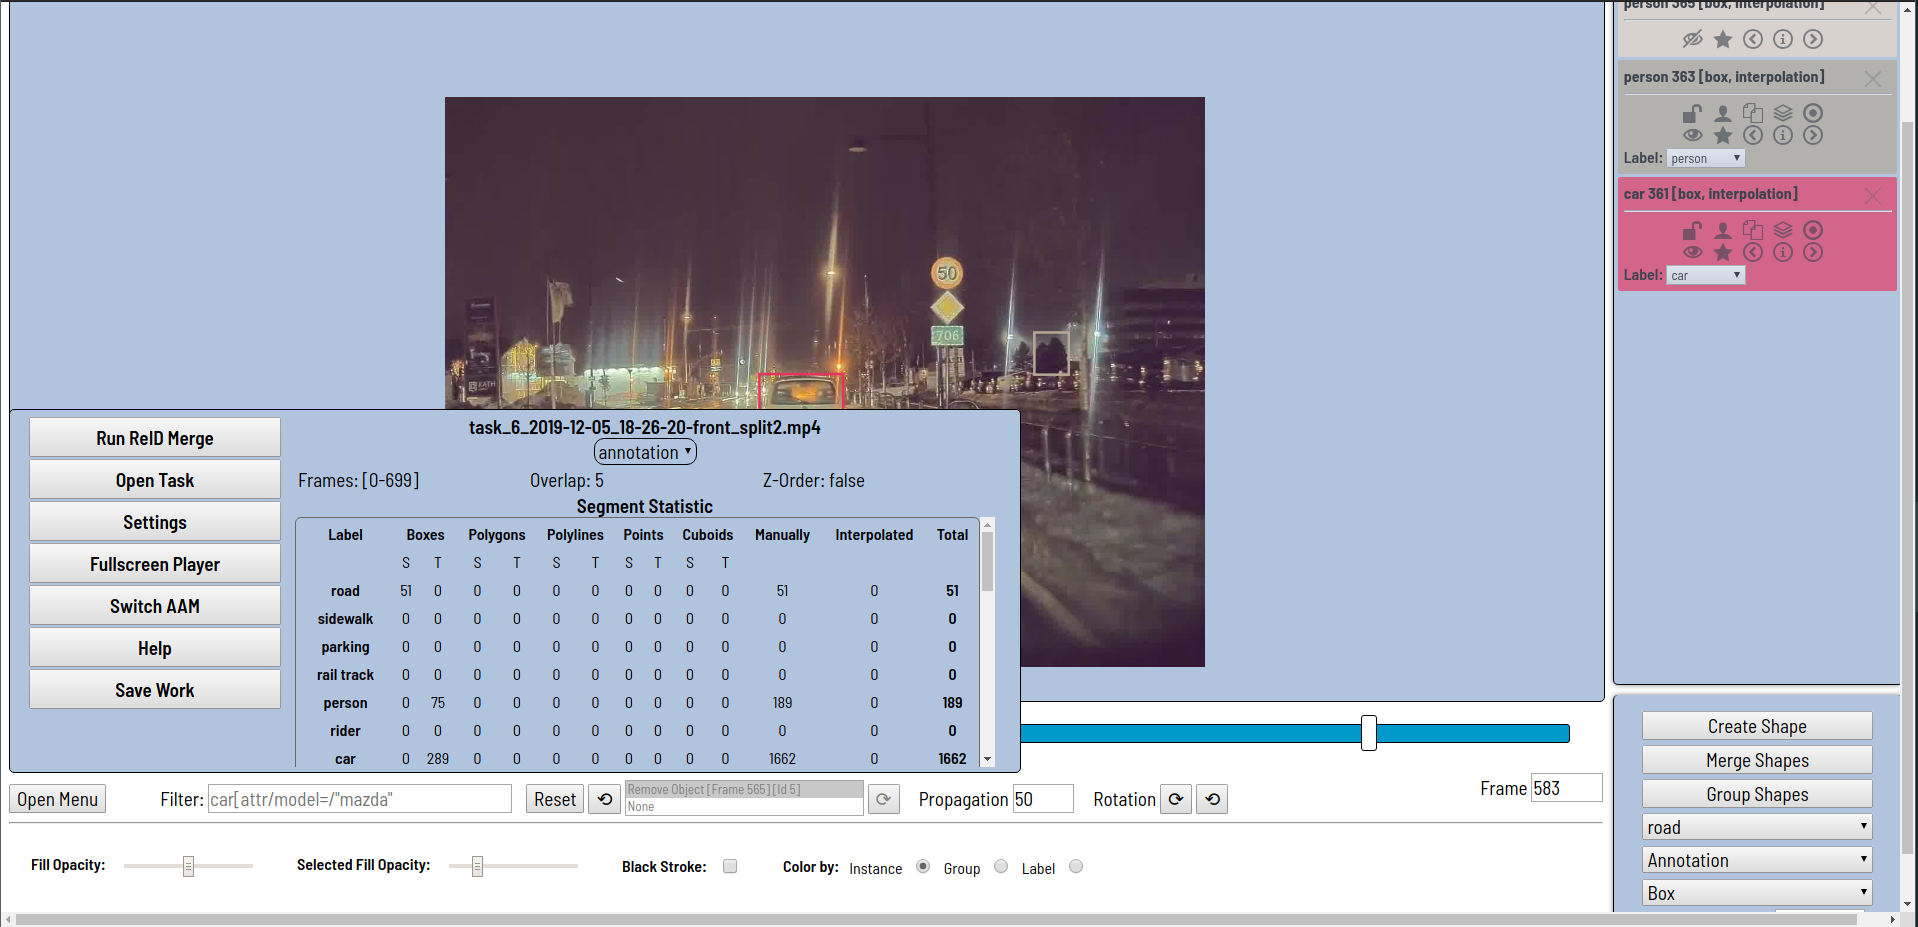 person 365 [box, interpolation]
person 363 [box, interpolation]
Label: person
car 361 [box, interpolation]
Label: car
50
706
KATH
Run ReID Merge
Open Task
Settings
Fullscreen Player
Switch AAM
Help
Save Work
task_6_2019-12-05_18-26-20-front_split2.mp4
annotation
Frames: [0-699] Overlap: 5 Z-Order: false
Segment Statistic
Label Boxes Polygons Polylines Points Cuboids Manually Interpolated Total
S T S T S T S T S T
road 51 0 0 0 0 0 0 0 0 0 51 0 51
sidewalk 0 0 0 0 0 0 0 0 0 0 0 0 0
parking 0 0 0 0 0 0 0 0 0 0 0 0 0
rail track 0 0 0 0 0 0 0 0 0 0 0 0 0
person 0 75 0 0 0 0 0 0 0 0 189 0 189
rider 0 0 0 0 0 0 0 0 0 0 0 0 0
car 0 289 0 0 0 0 0 0 0 0 1662 0 1662
Open Menu Filter: car[attr/model=/"mazda" Reset
Remove Object [Frame 565] [Id 5]
None
Propagation 50 Rotation
Frame 583
Fill Opacity: Selected Fill Opacity: Black Stroke: Color by: Instance Group Label
Create Shape
Merge Shapes
Group Shapes
road
Annotation
Box